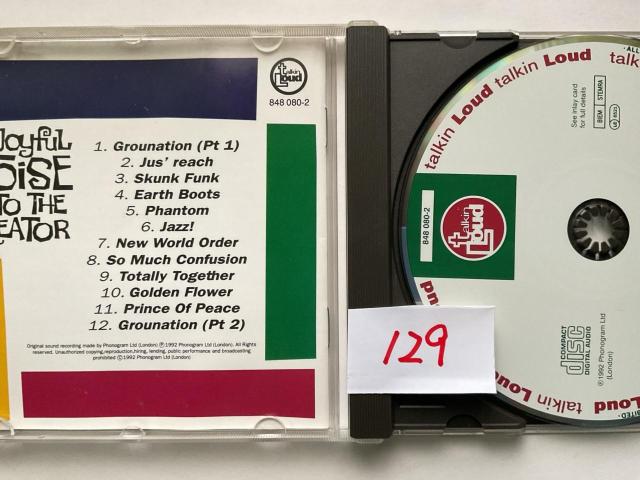 talkin Loud
848 080-2
Joyful
NOISE
TO THE
CREATOR
1. Grounation (Pt 1)
2. Jus' reach
3. Skunk Funk
4. Earth Boots
5. Phantom
6. Jazz!
7. New World Order
8. So Much Confusion
9. Totally Together
10. Golden Flower
11. Prince Of Peace
12. Grounation (Pt 2)
Original sound recording made by Phonogram Ltd (London) ℗1992 Phonogram Ltd (London). All Rights
reserved. Unauthorized copying,reproduction,hiring, lending, public performance and broadcasting
prohibited ©1992 Phonogram Ltd (London)
talkin Loud talkin Loud talk
ALL
See inlay card
for full details
BIEM STEMRA
848 080-2
talkin Loud
129
COMPACT
disc
DIGITAL AUDIO
℗1992 Phonogram Ltd
(London)
talkin Loud